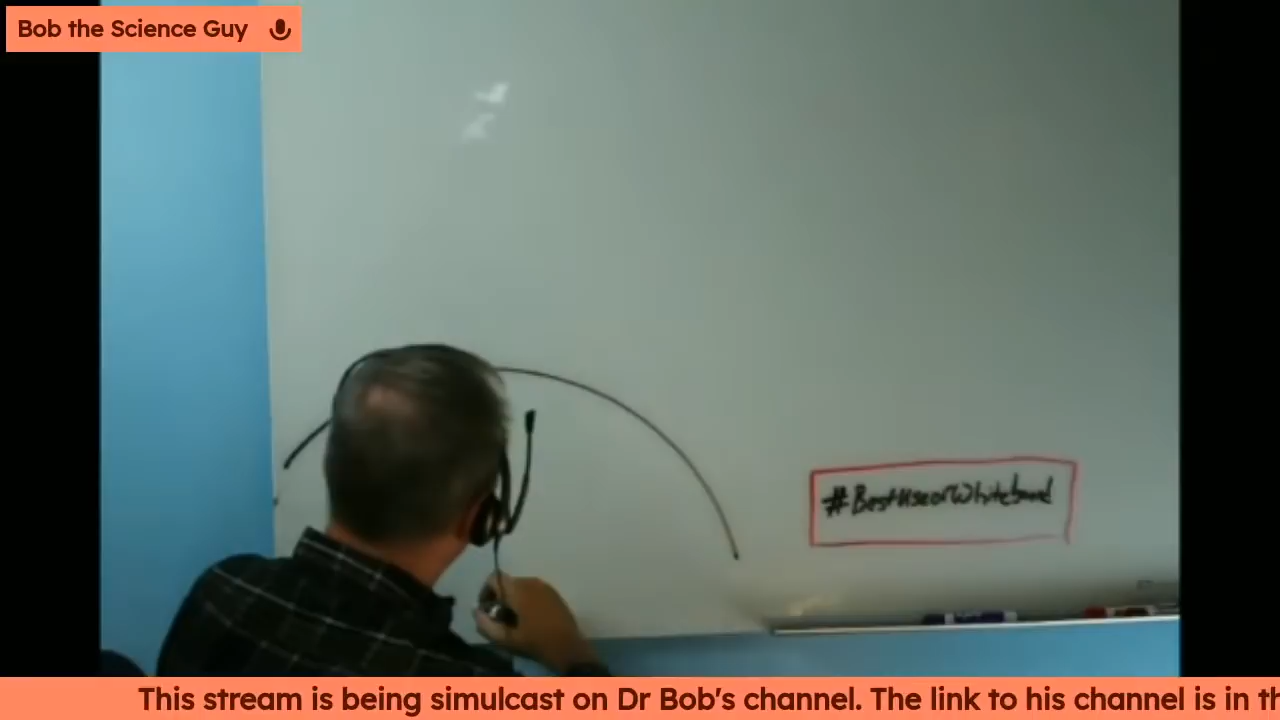 Bob the Science Guy
#BestUseofWhiteboard
This stream is being simulcast on Dr Bob's channel. The link to his channel is in th